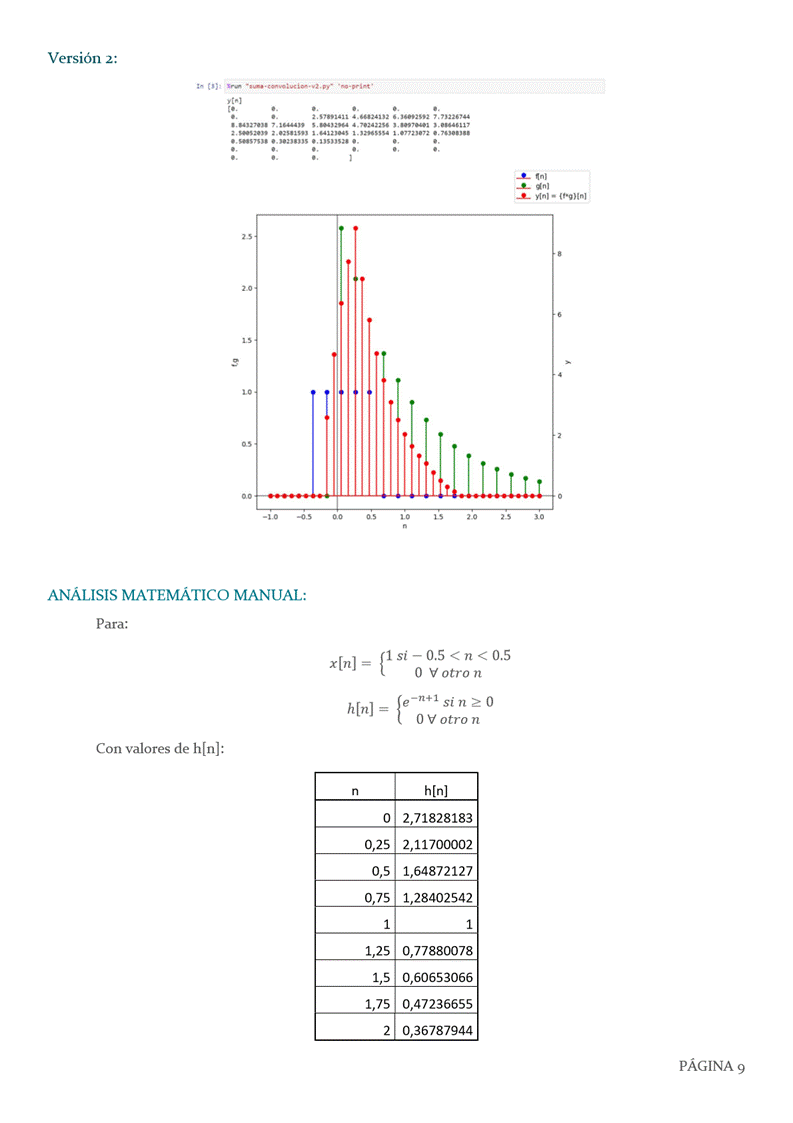 Versión 2:
In [8]: %run "suma-convolucion-v2.py" 'no-print'
y[n]
[0. 0. 0. 0. 0. 0.
0. 0. 2.57891411 4.66824132 6.36092592 7.73226744
8.84327038 7.1644439 5.80432964 4.70242256 3.80970401 3.08646117
2.50052039 2.02581593 1.64123045 1.32965554 1.07723072 0.76308388
0.50857538 0.30238335 0.13533528 0. 0. 0.
0. 0. 0. 0. 0. 0.
0. 0. 0. ]
f[n]
g[n]
y[n] = {f*g}[n]
2.5
2.0
1.5
1.0
0.5
0.0
f,g
8
6
4
2
0
y
−1.0 −0.5 0.0 0.5 1.0 1.5 2.0 2.5 3.0
n
ANÁLISIS MATEMÁTICO MANUAL:
Para:
x[n] = {1 si − 0.5 < n < 0.5
0 ∀ otro n
h[n] = {e^{−n+1} si n ≥ 0
0 ∀ otro n
Con valores de h[n]:
n h[n]
0 2,71828183
0,25 2,11700002
0,5 1,64872127
0,75 1,28402542
1 1
1,25 0,77880078
1,5 0,60653066
1,75 0,47236655
2 0,36787944
PÁGINA 9